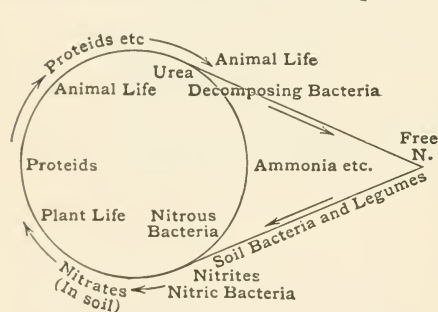 Proteids etc
Animal Life
Urea
Animal Life
Decomposing Bacteria
Free
N.
Proteids
Ammonia etc.
Plant Life
Nitrous
Bacteria
Soil Bacteria and Legumes
Nitrates
(In soil)
Nitrites
Nitric Bacteria